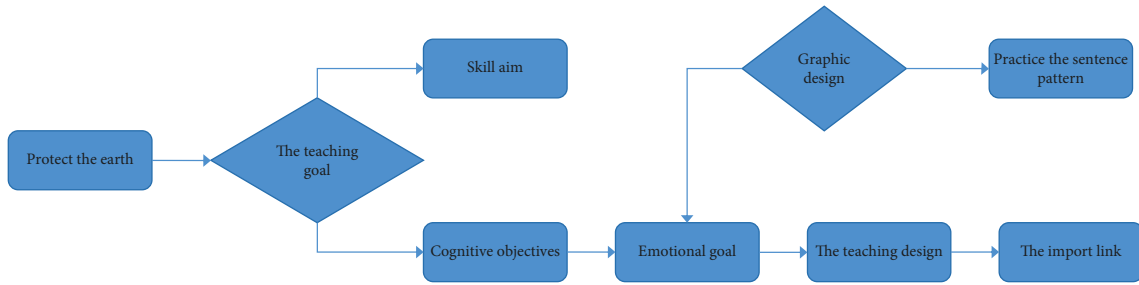 Skill aim
Graphic
design
Practice the sentence
pattern
Protect the earth
The teaching
goal
Cognitive objectives
Emotional goal
The teaching design
The import link